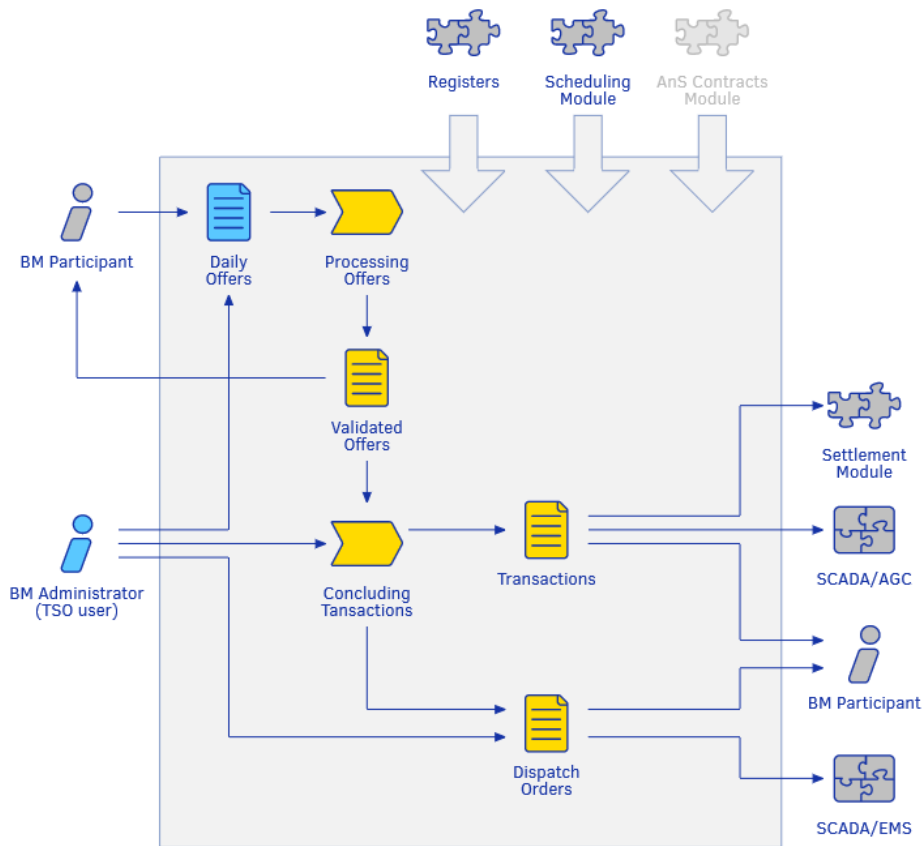 Registers
Scheduling
Module
AnS Contracts
Module
BM Participant
Daily
Offers
Processing
Offers
Validated
Offers
Settlement
Module
BM Administrator
(TSO user)
Concluding
Tansactions
Transactions
SCADA/AGC
BM Participant
Dispatch
Orders
SCADA/EMS